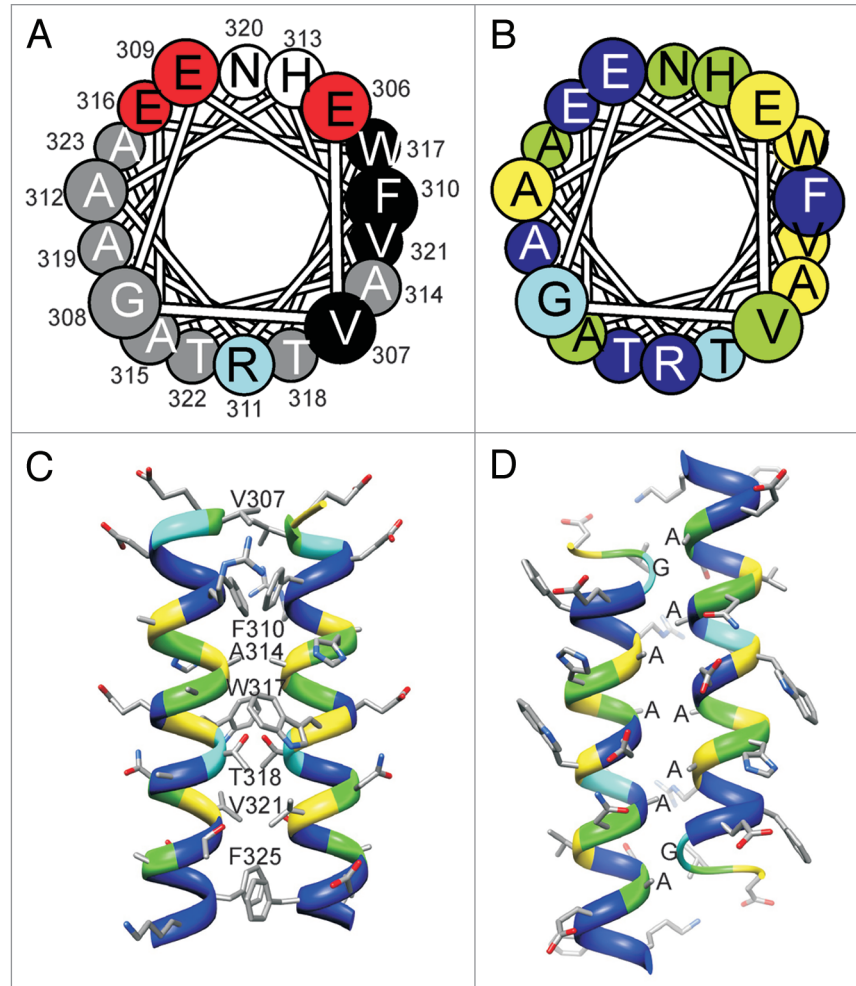 A
B
320
313
309
306
E
N
H
E
316
E
W
317
323
A
F
310
312
A
V
321
319
A
A
314
308
G
V
307
A
T
R
T
315
322
318
311
E
N
H
E
E
W
A
F
A
V
A
A
G
V
A
T
R
T
C
D
V307
F310
A314
W317
T318
V321
F325
A
G
A
A
A
A
A
A
G
A